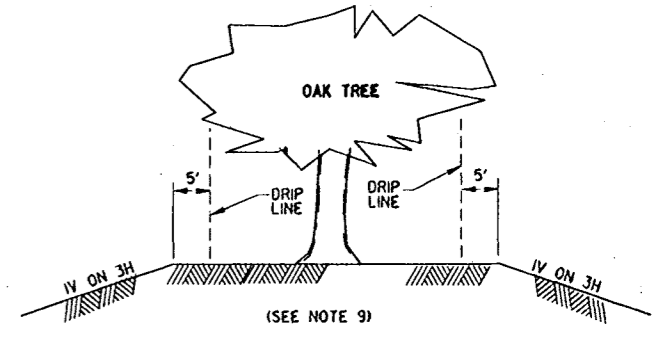 OAK TREE
5'
DRIP
LINE
DRIP
LINE
5'
1V ON 3H
1V ON 3H
(SEE NOTE 9)